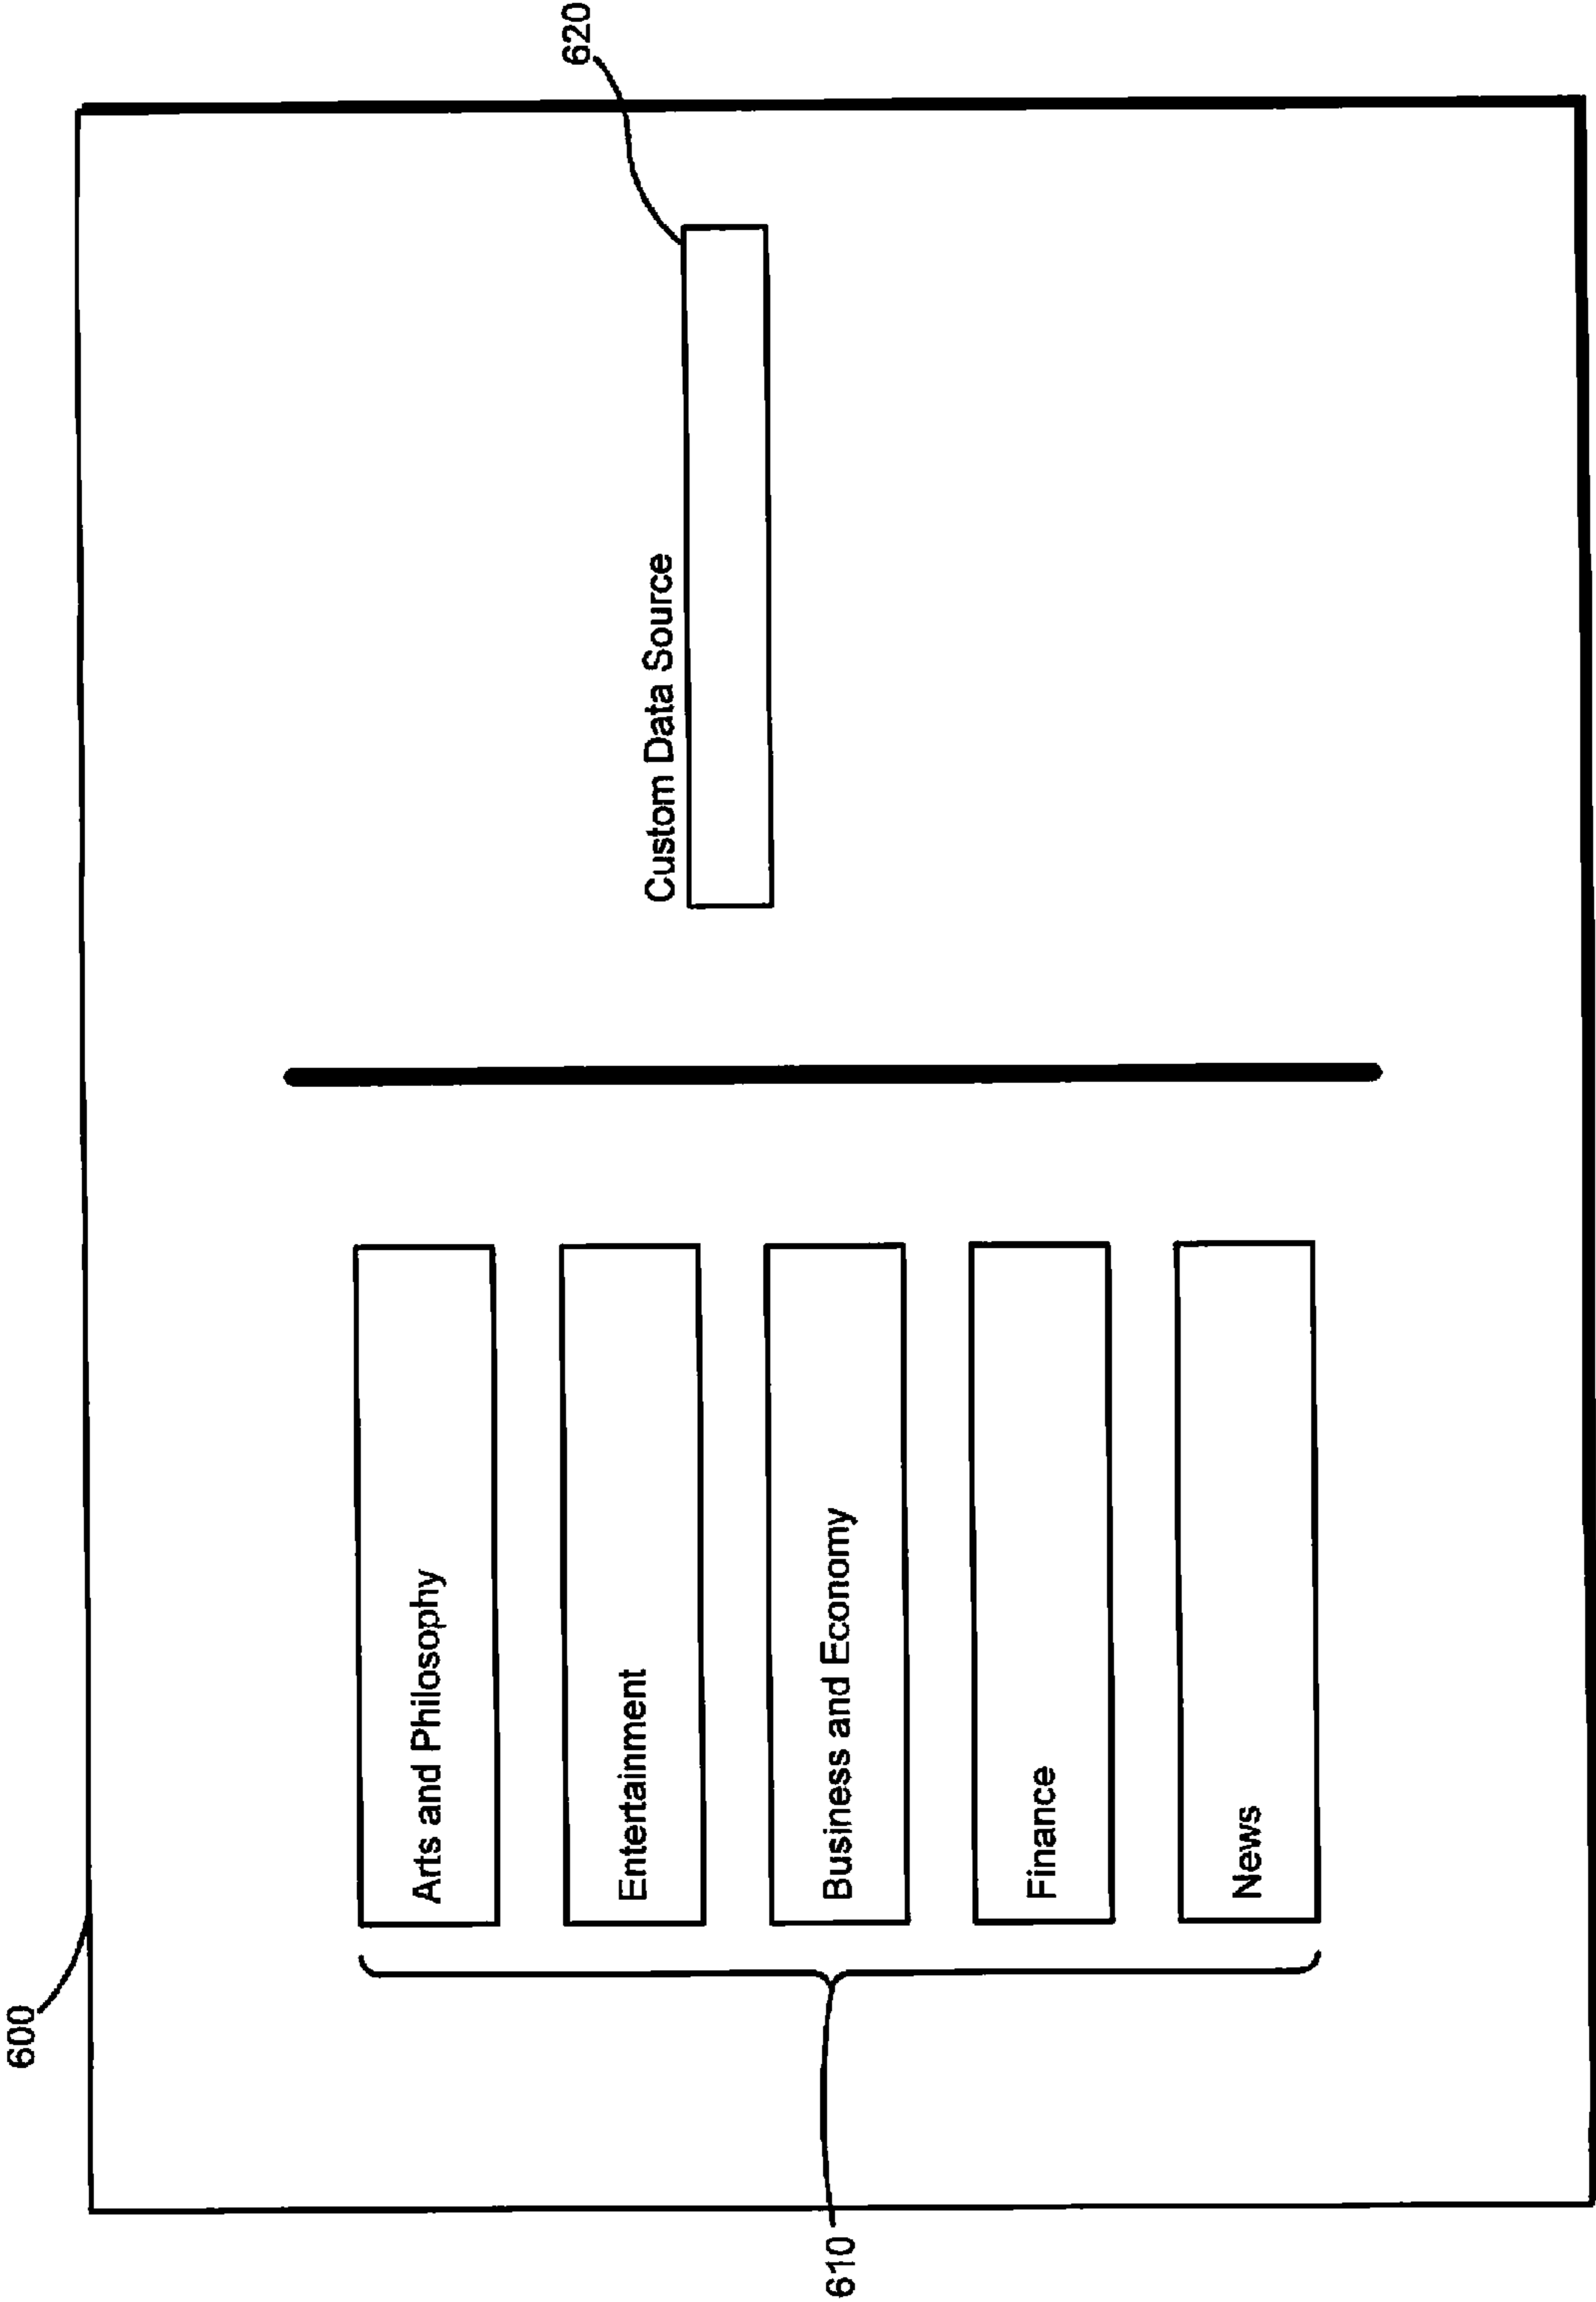 600
Arts and Philosophy
Entertainment
Business and Economy
Finance
News
610
Custom Data Source
620